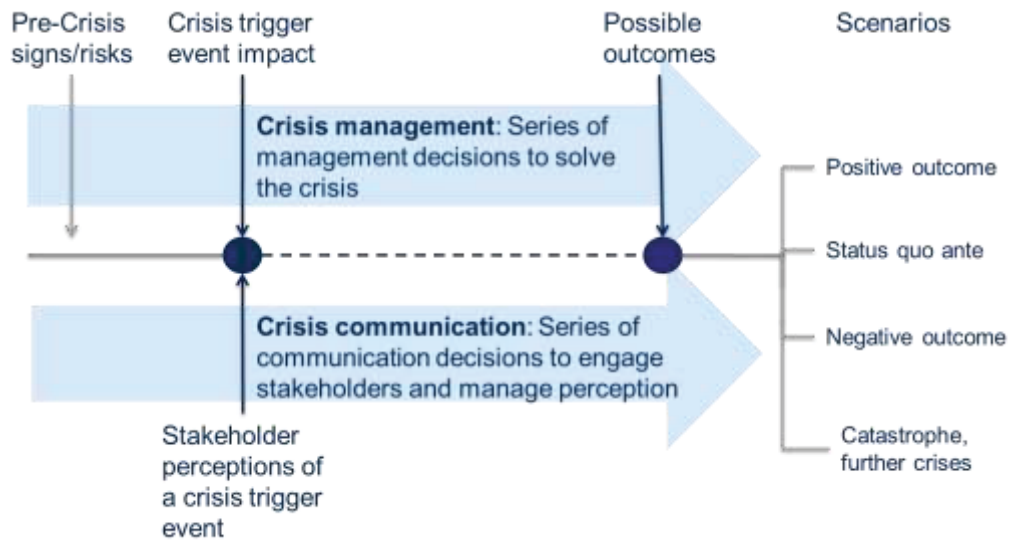 Pre-Crisis
signs/risks
Crisis trigger
event impact
Possible
outcomes
Scenarios
Crisis management: Series of
management decisions to solve
the crisis
Positive outcome
Status quo ante
Crisis communication: Series of
communication decisions to engage
stakeholders and manage perception
Negative outcome
Stakeholder
perceptions of
a crisis trigger
event
Catastrophe,
further crises